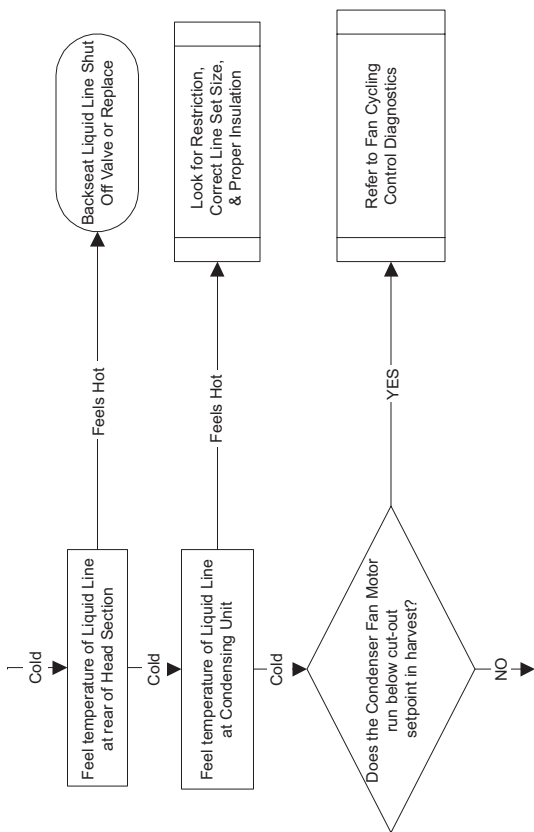 Cold
Feel temperature of Liquid Line
at rear of Head Section
Feels Hot
Backseat Liquid Line Shut
Off Valve or Replace
Cold
Feel temperature of Liquid Line
at Condensing Unit
Feels Hot
Look for Restriction,
Correct Line Set Size,
& Proper Insulation
Cold
Does the Condenser Fan Motor
run below cut-out
setpoint in harvest?
YES
Refer to Fan Cycling
Control Diagnostics
NO